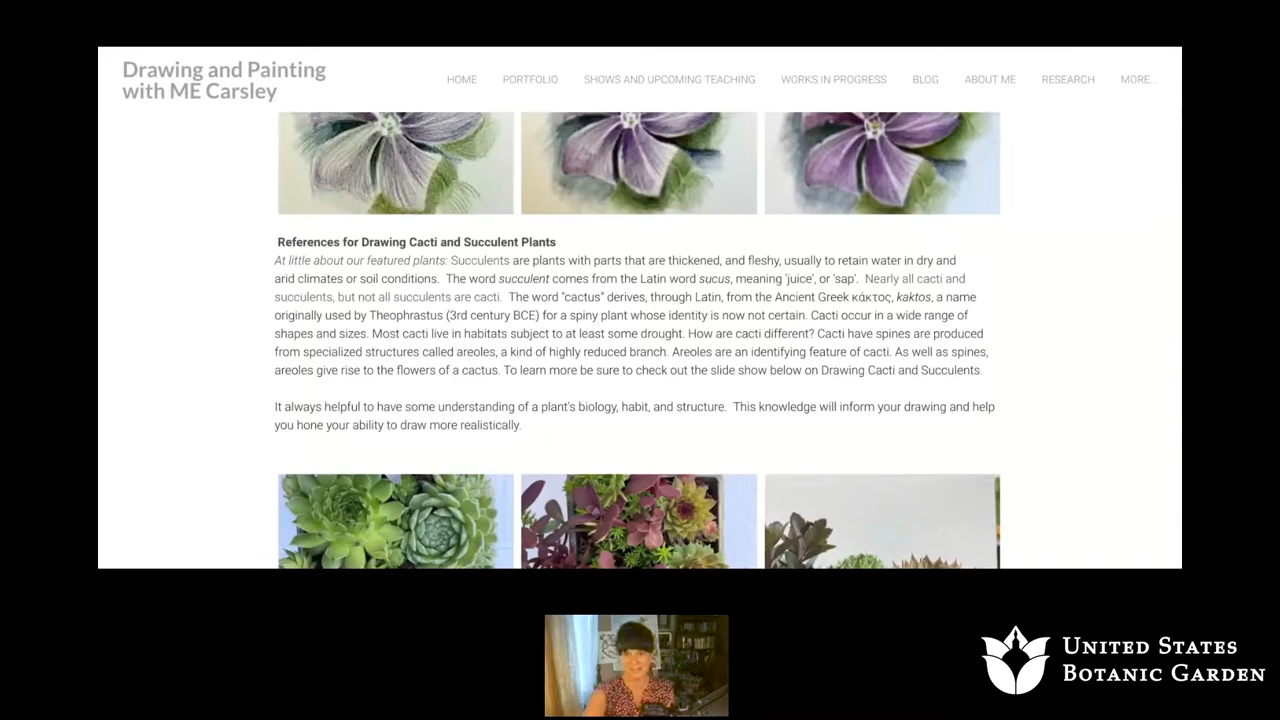 Drawing and Painting
with ME Carsley
HOME PORTFOLIO SHOWS AND UPCOMING TEACHING WORKS IN PROGRESS BLOG ABOUT ME RESEARCH MORE...
References for Drawing Cacti and Succulent Plants
At little about our featured plants: Succulents are plants with parts that are thickened, and fleshy, usually to retain water in dry and
arid climates or soil conditions. The word succulent comes from the Latin word sucus, meaning 'juice', or 'sap'. Nearly all cacti and
succulents, but not all succulents are cacti. The word "cactus" derives, through Latin, from the Ancient Greek κάκτος, kaktos, a name
originally used by Theophrastus (3rd century BCE) for a spiny plant whose identity is now not certain. Cacti occur in a wide range of
shapes and sizes. Most cacti live in habitats subject to at least some drought. How are cacti different? Cacti have spines are produced
from specialized structures called areoles, a kind of highly reduced branch. Areoles are an identifying feature of cacti. As well as spines,
areoles give rise to the flowers of a cactus. To learn more be sure to check out the slide show below on Drawing Cacti and Succulents.
It always helpful to have some understanding of a plant's biology, habit, and structure. This knowledge will inform your drawing and help
you hone your ability to draw more realistically.
UNITED STATES
BOTANIC GARDEN